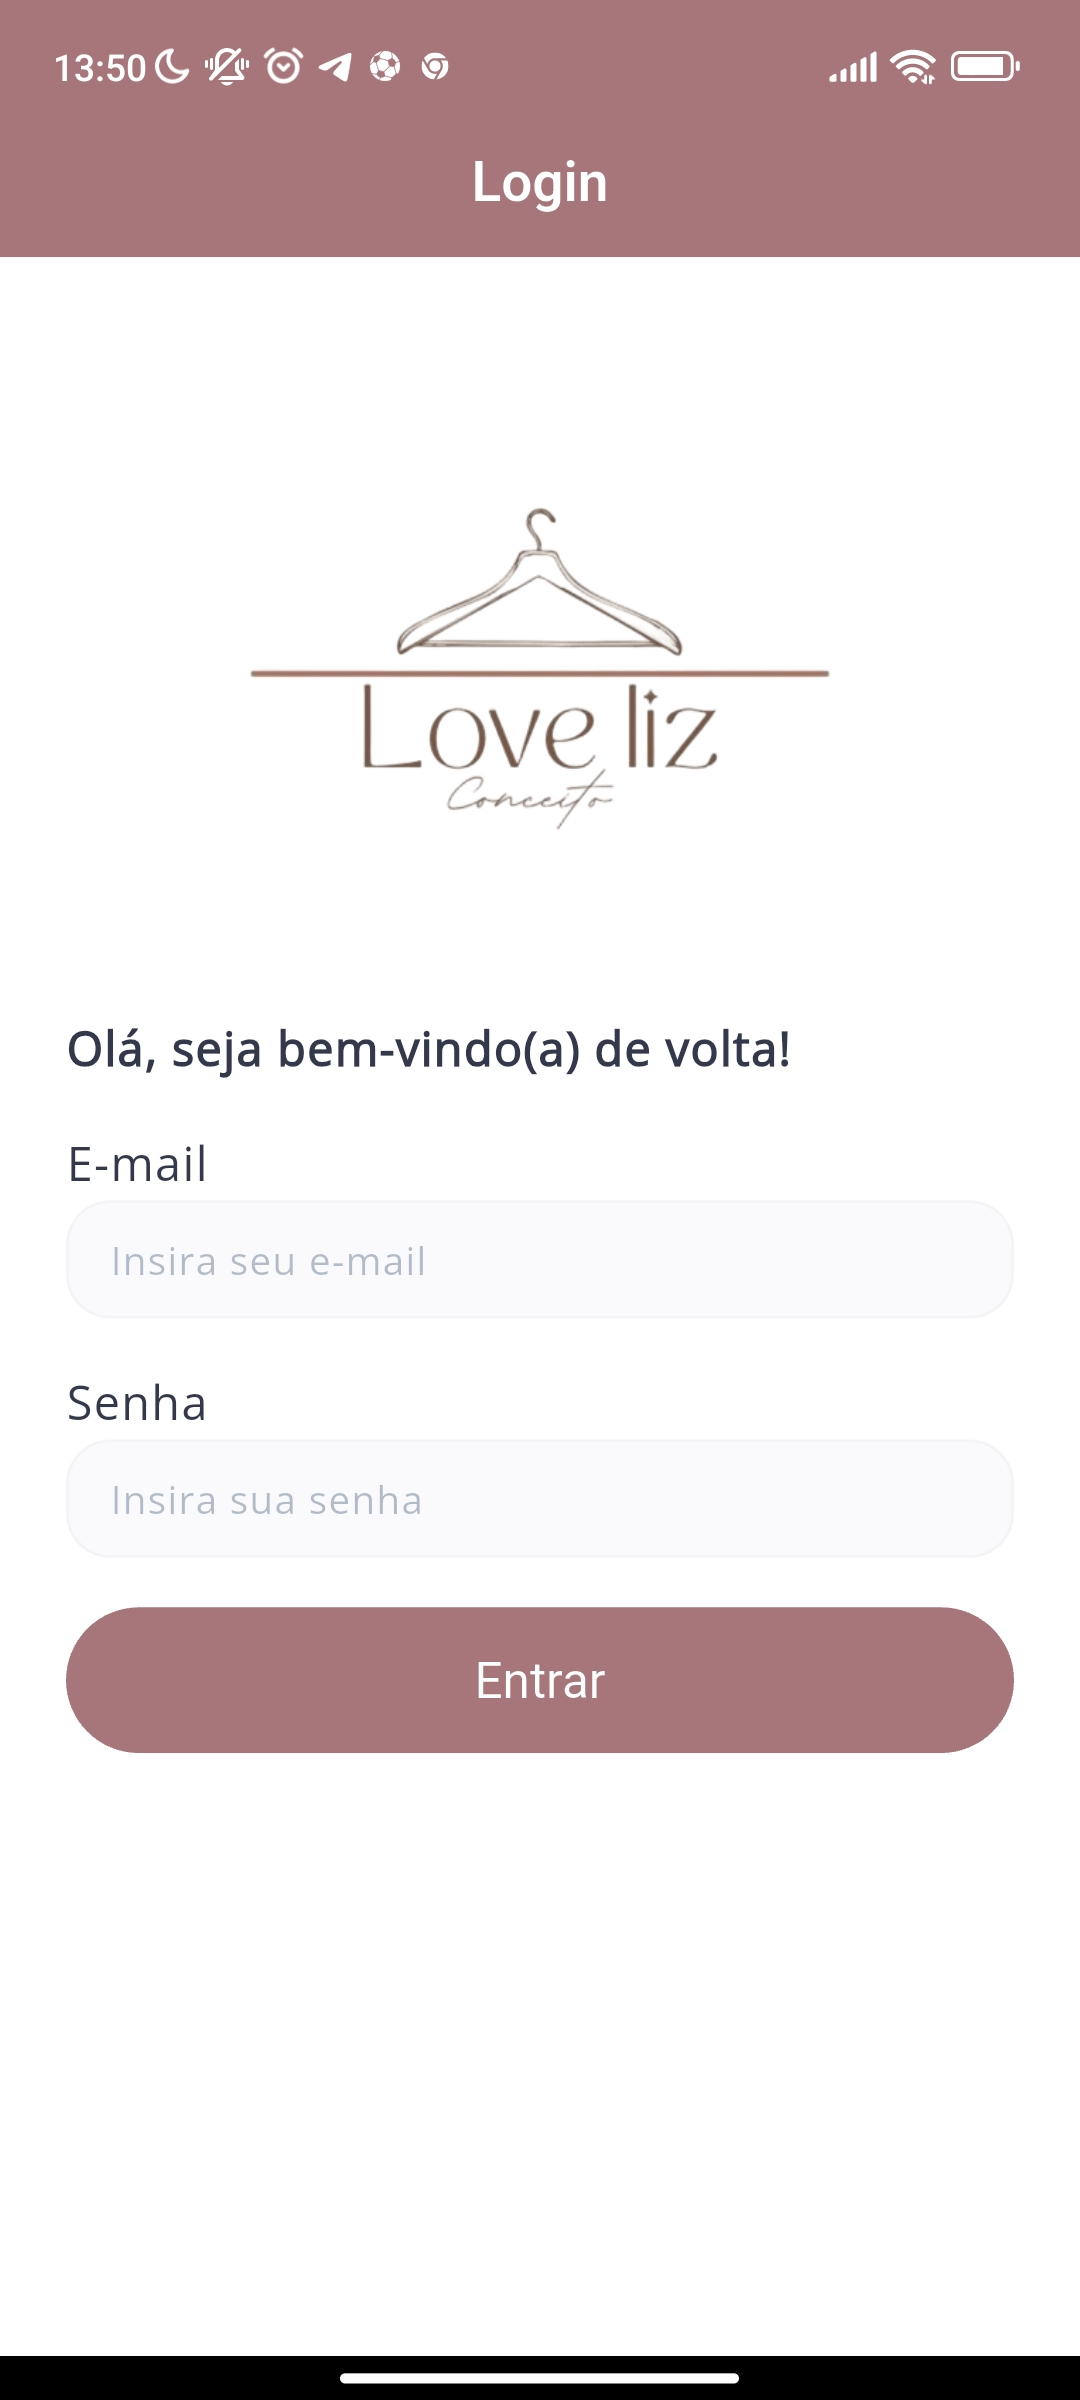 13:50
Login
Love liz
Conceito
Olá, seja bem-vindo(a) de volta!
E-mail
Insira seu e-mail
Senha
Insira sua senha
Entrar